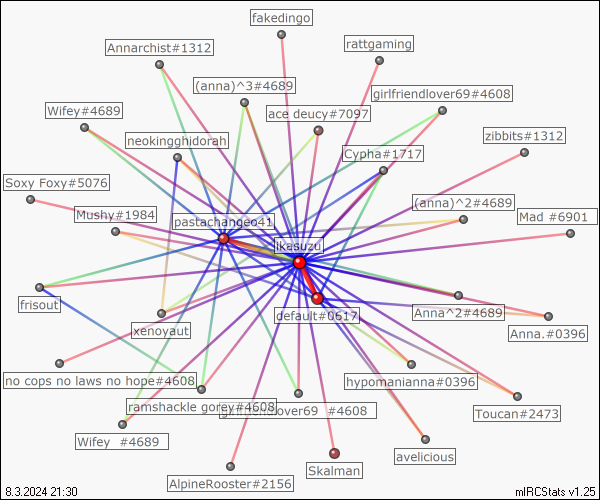 fakedingo
Annarchist#1312
rattgaming
(anna)^3#4689
girlfriendlover69#4608
Wifey#4689
ace deucy#7097
neokingghidorah
zibbits#1312
Cypha#1717
Soxy Foxy#5076
(anna)^2#4689
Mushy#1984
pastachangeo41
Mad #6901
ikasuzu
frisout
default#0617
Anna^2#4689
xenoyaut
Anna.#0396
no cops no laws no hope#4608
hypomanianna#0396
ramshackle gorey#4608
#4608
Toucan#2473
Wifey #4689
avelicious
Skalman
AlpineRooster#2156
8.3.2024 21:30
mIRCStats v1.25